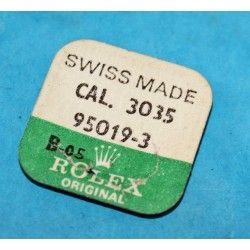 SWISS MADE
CAL. 3035
95019-3
B-05
ROLEX
ORIGINAL